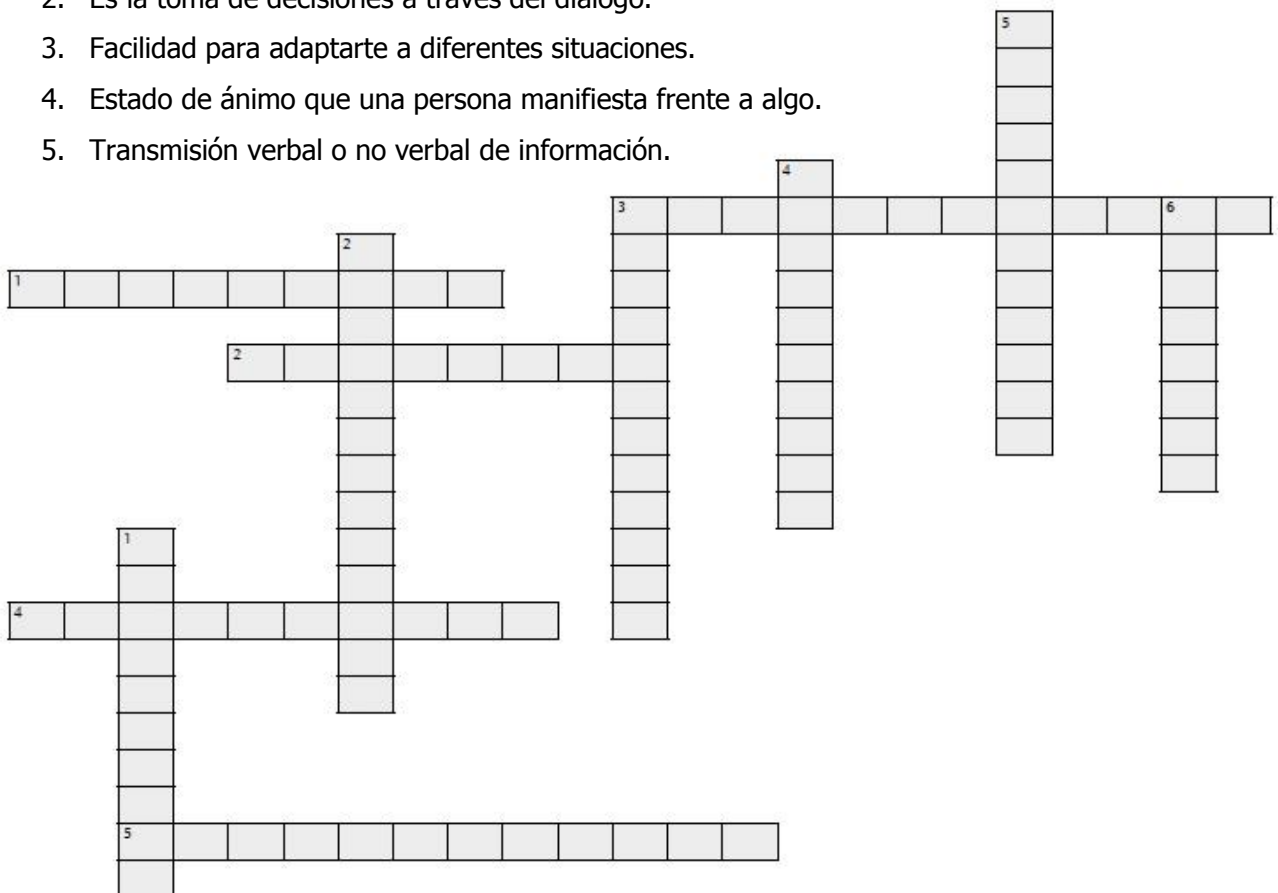 2. Es la toma de decisiones a través del diálogo.
3. Facilidad para adaptarte a diferentes situaciones.
4. Estado de ánimo que una persona manifiesta frente a algo.
5. Transmisión verbal o no verbal de información.
5
4
3 6
2
1
2
1
4
5